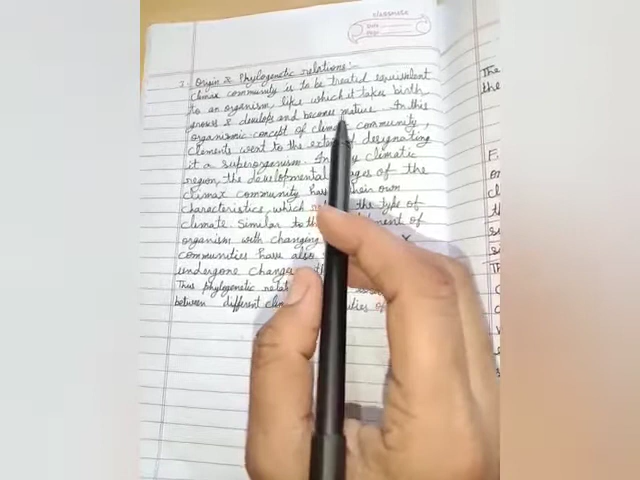 classmate
Date
Page
7. Origin & Phylogenetic relations:-
Climax community is to be treated equivalent
to an organism, like which it takes birth
grows & develops and becomes mature. In this
organismic concept of climax community,
Clements went to the extent of designating
it a superorganism. In climatic
region, the developmental of the
climax community have their own
characteristics, which the type of
climate similar to the of
organism with changing
communities have also
undergone changes
Thus phylogenetic
between different of
The
the